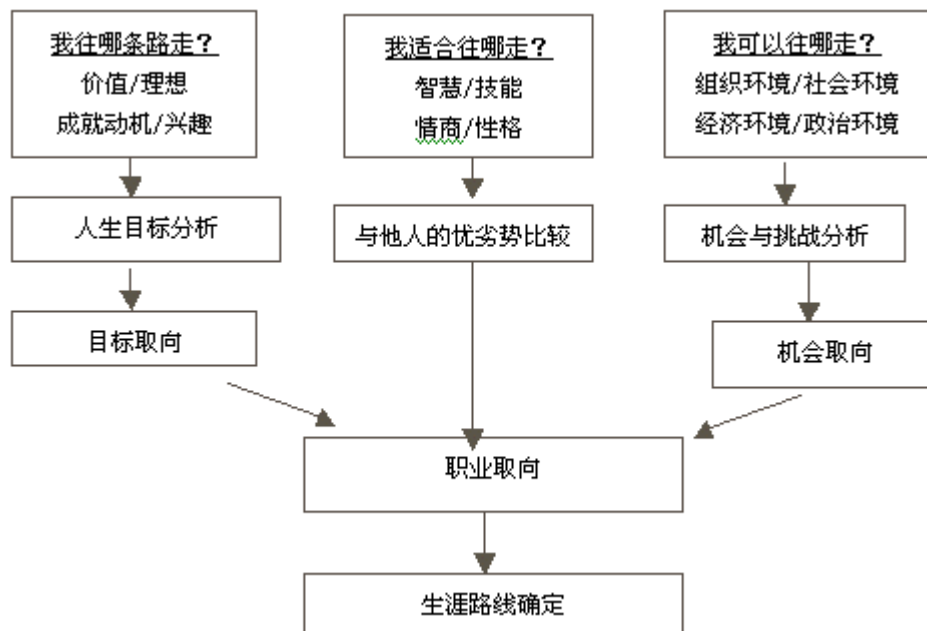 我往哪条路走？
价值/理想
成就动机/兴趣
我适合往哪走？
智慧/技能
情商/性格
我可以往哪走？
组织环境/社会环境
经济环境/政治环境
人生目标分析
与他人的优劣势比较
机会与挑战分析
目标取向
机会取向
职业取向
生涯路线确定